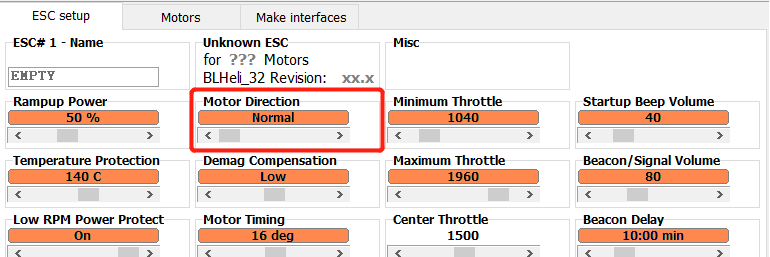 ESC setup Motors Make interfaces
ESC# 1 - Name Unknown ESC Misc
for ??? Motors
EMPTY BLHeli_32 Revision: xx.x
Rampup Power Motor Direction Minimum Throttle Startup Beep Volume
50 % Normal 1040 40
Temperature Protection Demag Compensation Maximum Throttle Beacon/Signal Volume
140 C Low 1960 80
Low RPM Power Protect Motor Timing Center Throttle Beacon Delay
On 16 deg 1500 10:00 min